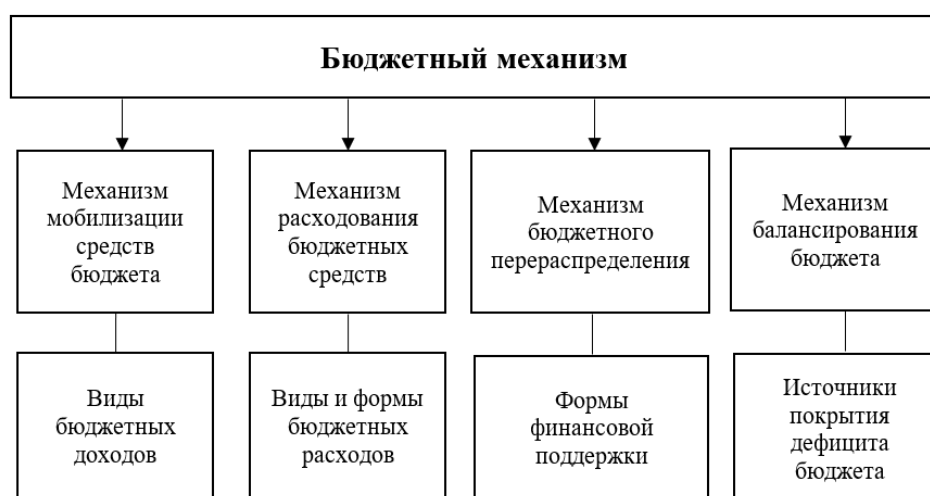 Бюджетный механизм
Механизм
мобилизации
средств
бюджета
Механизм
расходования
бюджетных
средств
Механизм
бюджетного
перераспределения
Механизм
балансирования
бюджета
Виды
бюджетных
доходов
Виды и формы
бюджетных
расходов
Формы
финансовой
поддержки
Источники
покрытия
дефицита
бюджета